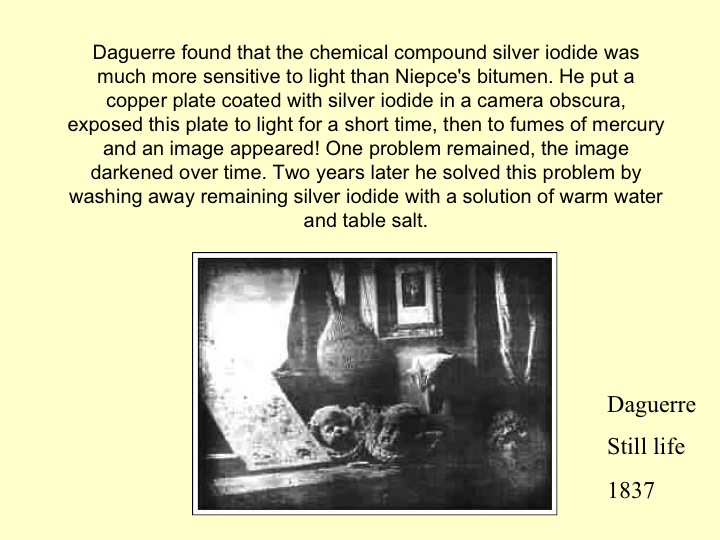 Daguerre found that the chemical compound silver iodide was
much more sensitive to light than Niepce's bitumen. He put a
copper plate coated with silver iodide in a camera obscura,
exposed this plate to light for a short time, then to fumes of mercury
and an image appeared! One problem remained, the image
darkened over time. Two years later he solved this problem by
washing away remaining silver iodide with a solution of warm water
and table salt.
Daguerre
Still life
1837